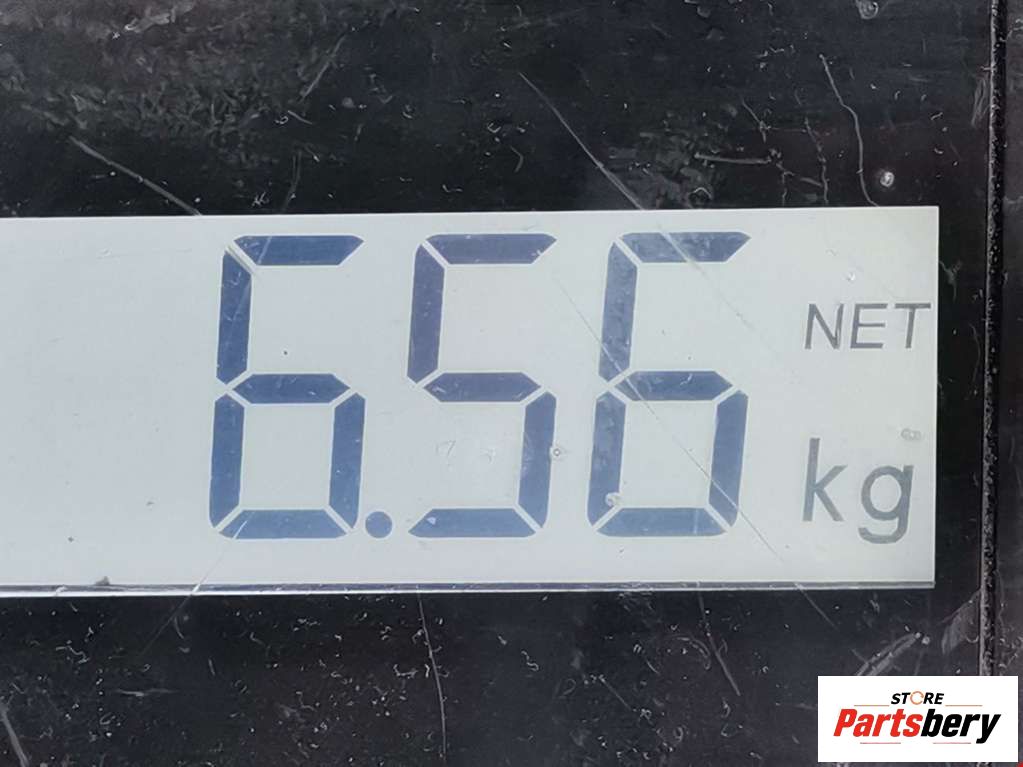 6.56
NET
kg
STORE
Partsbery